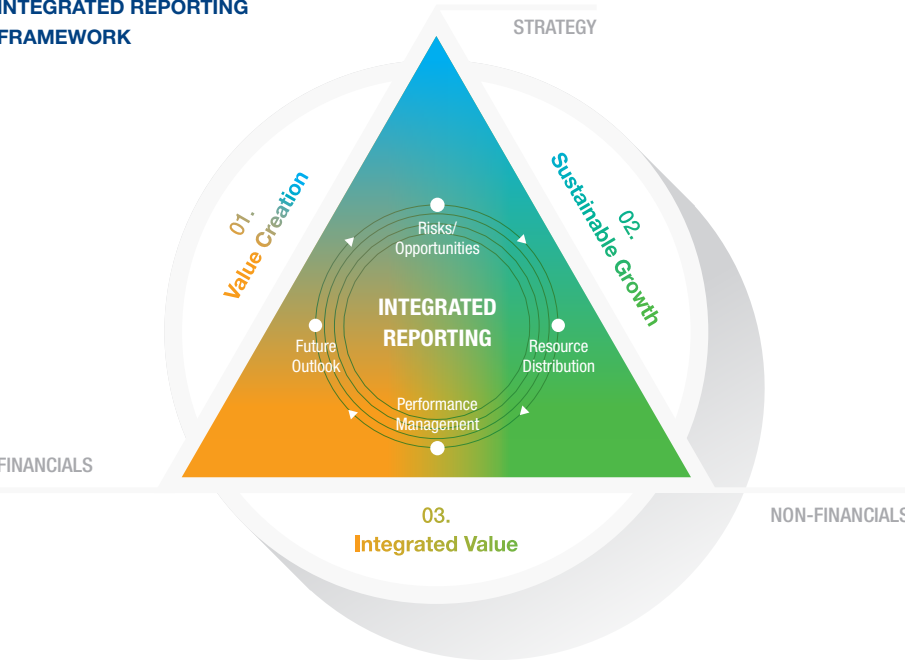 INTEGRATED REPORTING
FRAMEWORK
STRATEGY
01.
Value Creation
02.
Sustainable Growth
Risks/
Opportunities
INTEGRATED
REPORTING
Future
Outlook
Resource
Distribution
Performance
Management
FINANCIALS
NON-FINANCIALS
03.
Integrated Value